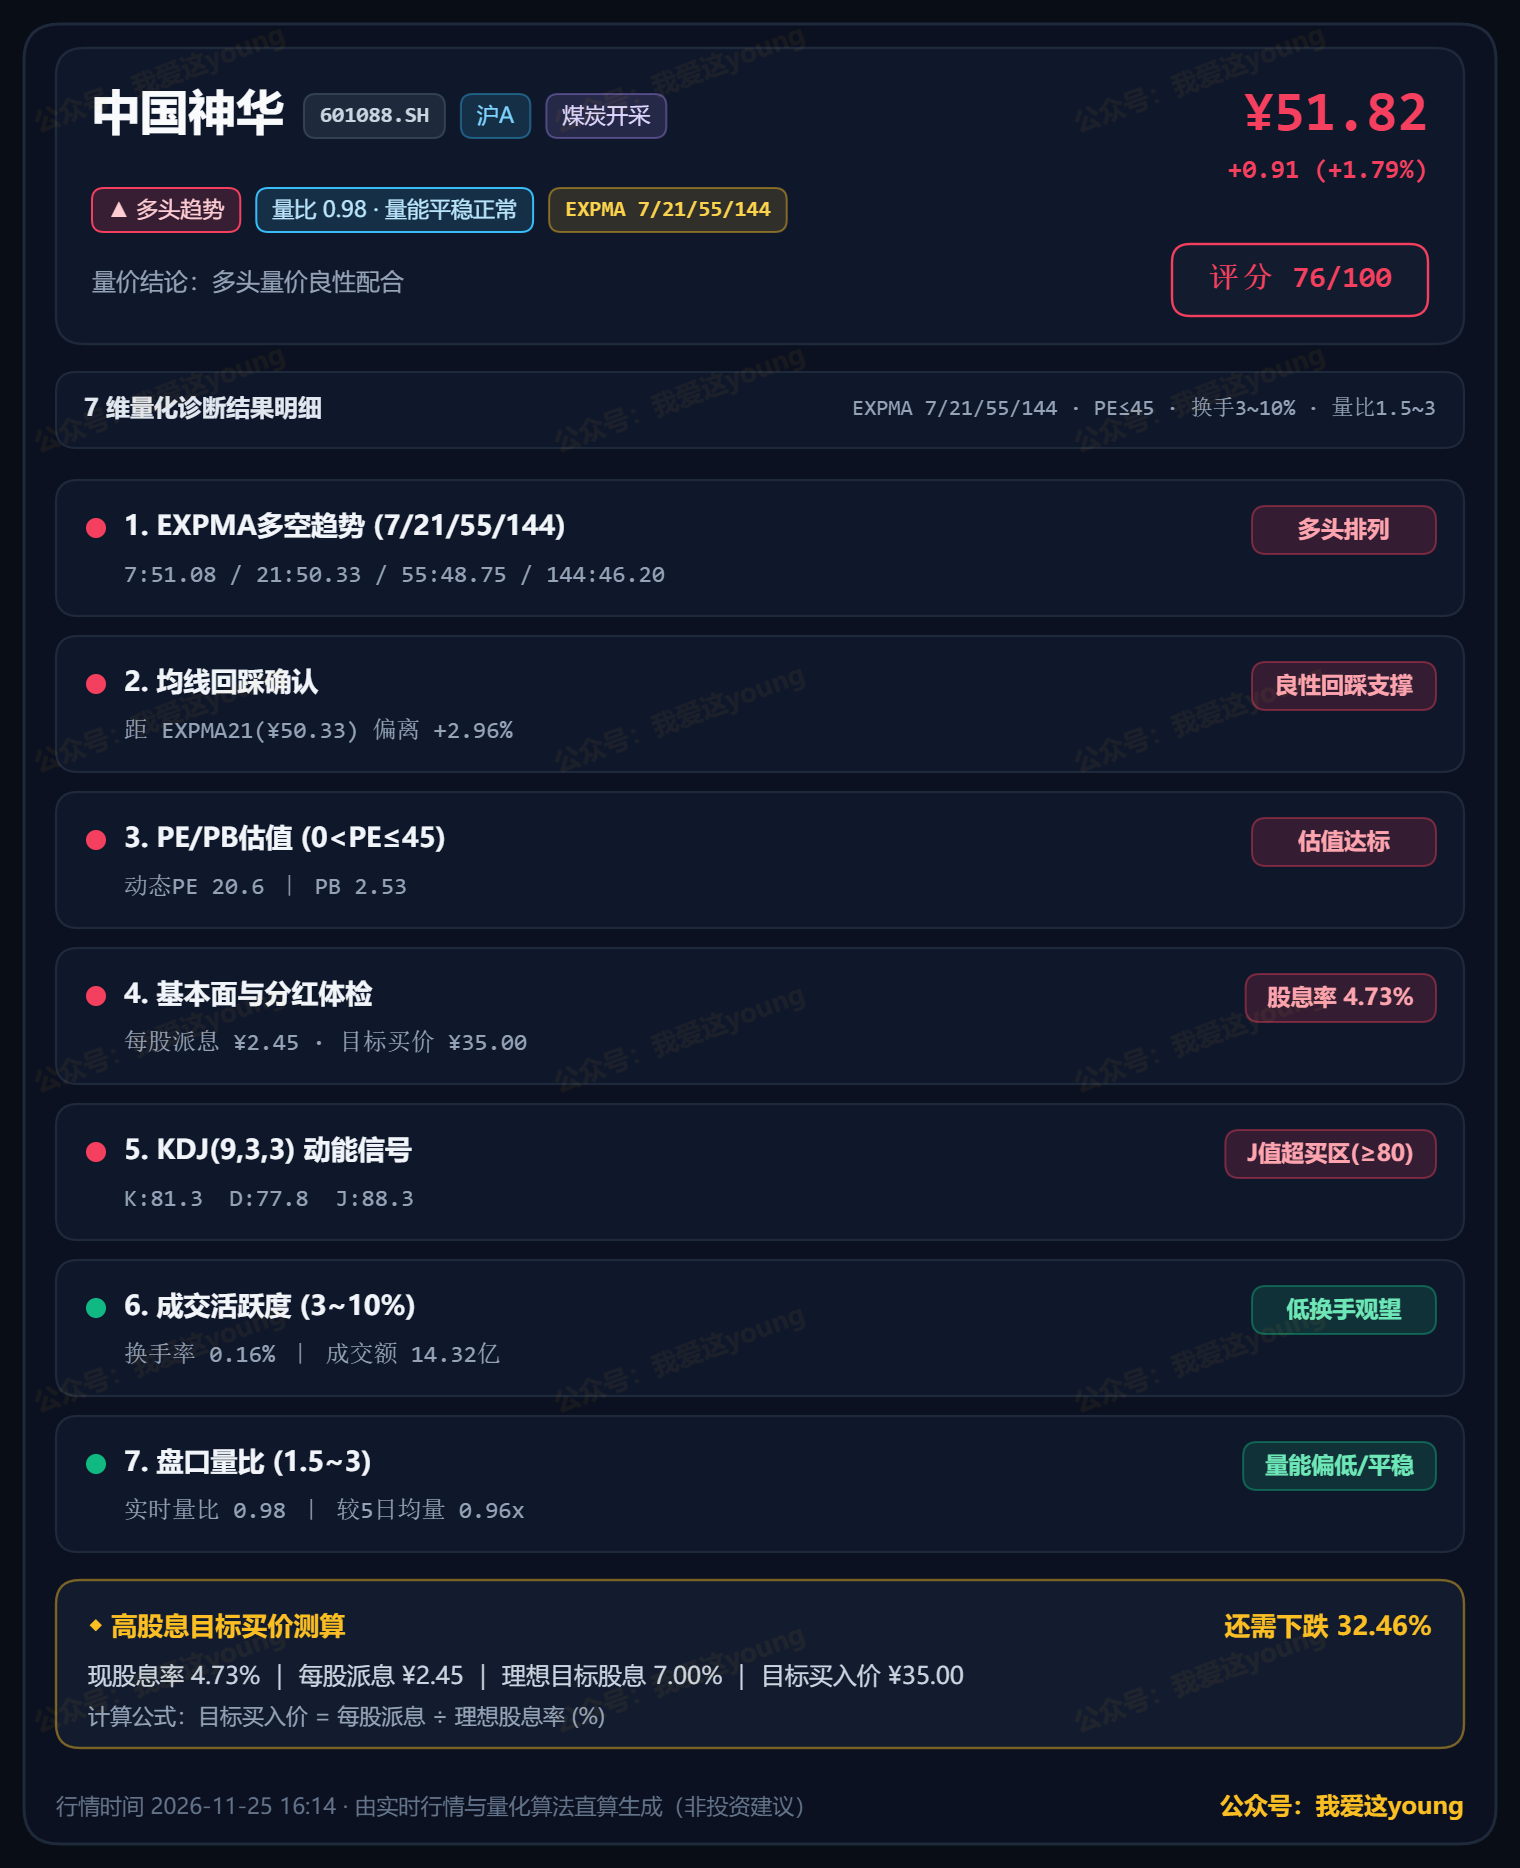 中国神华 601088.SH 沪A 煤炭开采 ¥51.82
+0.91 (+1.79%)
▲ 多头趋势 量比 0.98 · 量能平稳正常 EXPMA 7/21/55/144
量价结论：多头量价良性配合 评分 76/100
7 维量化诊断结果明细 EXPMA 7/21/55/144 · PE≤45 · 换手3~10% · 量比1.5~3
1. EXPMA多空趋势 (7/21/55/144) 多头排列
7:51.08 / 21:50.33 / 55:48.75 / 144:46.20
2. 均线回踩确认 良性回踩支撑
距 EXPMA21(¥50.33) 偏离 +2.96%
3. PE/PB估值 (0<PE≤45) 估值达标
动态PE 20.6 | PB 2.53
4. 基本面与分红体检 股息率 4.73%
每股派息 ¥2.45 · 目标买价 ¥35.00
5. KDJ(9,3,3) 动能信号 J值超买区(≥80)
K:81.3 D:77.8 J:88.3
6. 成交活跃度 (3~10%) 低换手观望
换手率 0.16% | 成交额 14.32亿
7. 盘口量比 (1.5~3) 量能偏低/平稳
实时量比 0.98 | 较5日均量 0.96x
◆ 高股息目标买价测算 还需下跌 32.46%
现股息率 4.73% | 每股派息 ¥2.45 | 理想目标股息 7.00% | 目标买入价 ¥35.00
计算公式：目标买入价 = 每股派息 ÷ 理想股息率 (%)
行情时间 2026-11-25 16:14 · 由实时行情与量化算法直算生成（非投资建议） 公众号：我爱这young